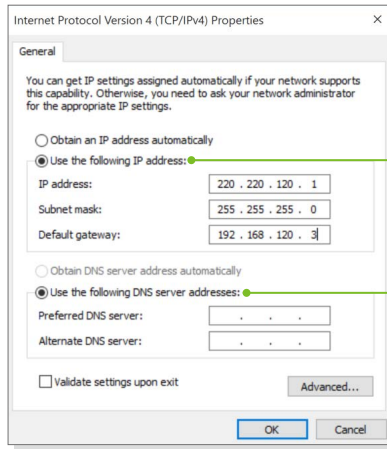 Internet Protocol Version 4 (TCP/IPv4) Properties
General
You can get IP settings assigned automatically if your network supports
this capability. Otherwise, you need to ask your network administrator
for the appropriate IP settings.
Obtain an IP address automatically
Use the following IP address:
IP address: 220 . 220 . 120 . 1
Subnet mask: 255 . 255 . 255 . 0
Default gateway: 192 . 168 . 120 . 3
Obtain DNS server address automatically
Use the following DNS server addresses:
Preferred DNS server: . . .
Alternate DNS server: . . .
Validate settings upon exit
Advanced...
OK Cancel